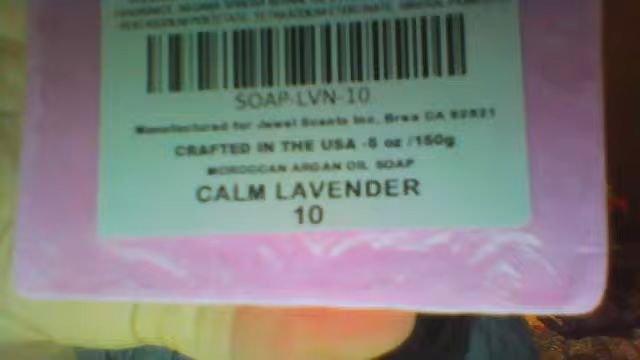 SOAP-LVN-10
Manufactured for Jewel Scents Inc. Brea CA 92821
CRAFTED IN THE USA -5 oz /150g
MOROCCAN ARGAN OIL SOAP
CALM LAVENDER
10